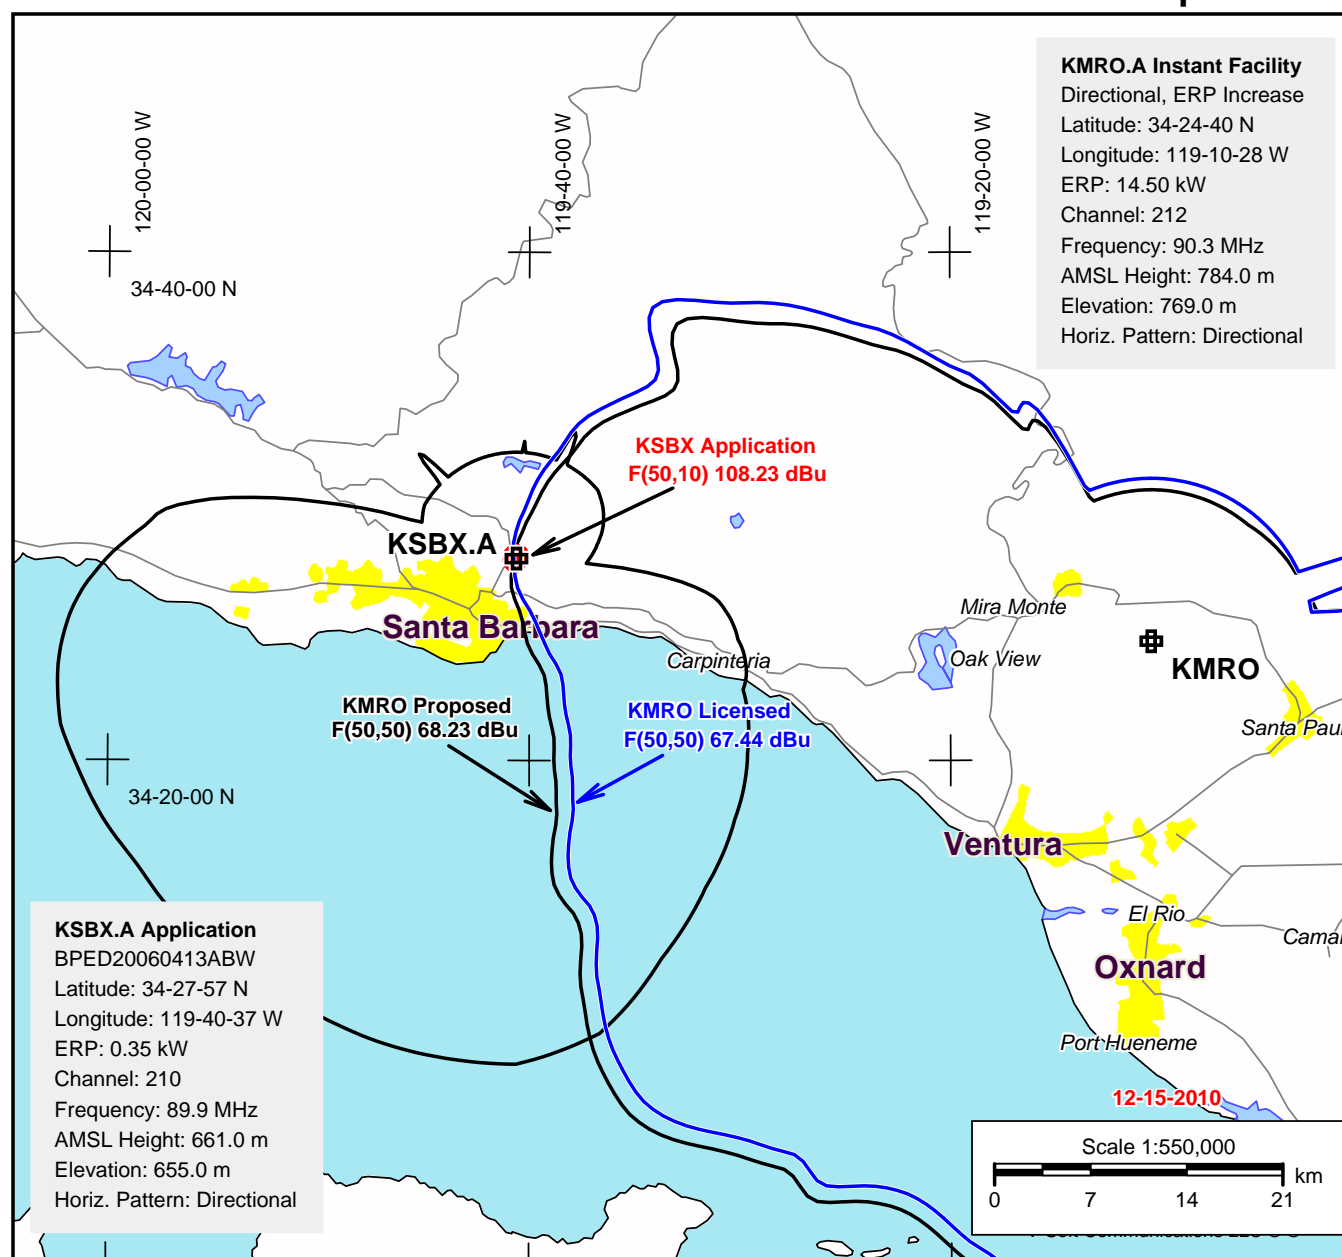 KMRO.A Instant Facility
Directional, ERP Increase
Latitude: 34-24-40 N
Longitude: 119-10-28 W
ERP: 14.50 kW
Channel: 212
Frequency: 90.3 MHz
AMSL Height: 784.0 m
Elevation: 769.0 m
Horiz. Pattern: Directional
120-00-00 W
119-40-00 W
119-20-00 W
34-40-00 N
KSBX Application
F(50,10) 108.23 dBu
KSBX.A
Santa Barbara
Mira Monte
Carpinteria
Oak View
KMRO
KMRO Proposed
F(50,50) 68.23 dBu
KMRO Licensed
F(50,50) 67.44 dBu
Santa Pau
34-20-00 N
Ventura
El Rio
Camar
Oxnard
Port Hueneme
12-15-2010
KSBX.A Application
BPED20060413ABW
Latitude: 34-27-57 N
Longitude: 119-40-37 W
ERP: 0.35 kW
Channel: 210
Frequency: 89.9 MHz
AMSL Height: 661.0 m
Elevation: 655.0 m
Horiz. Pattern: Directional
Scale 1:550,000
km
0 7 14 21